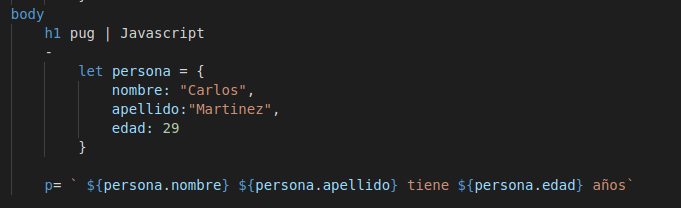 body
h1 pug | Javascript
-
let persona = {
nombre: "Carlos",
apellido:"Martinez",
edad: 29
}
p= ` ${persona.nombre} ${persona.apellido} tiene ${persona.edad} años`